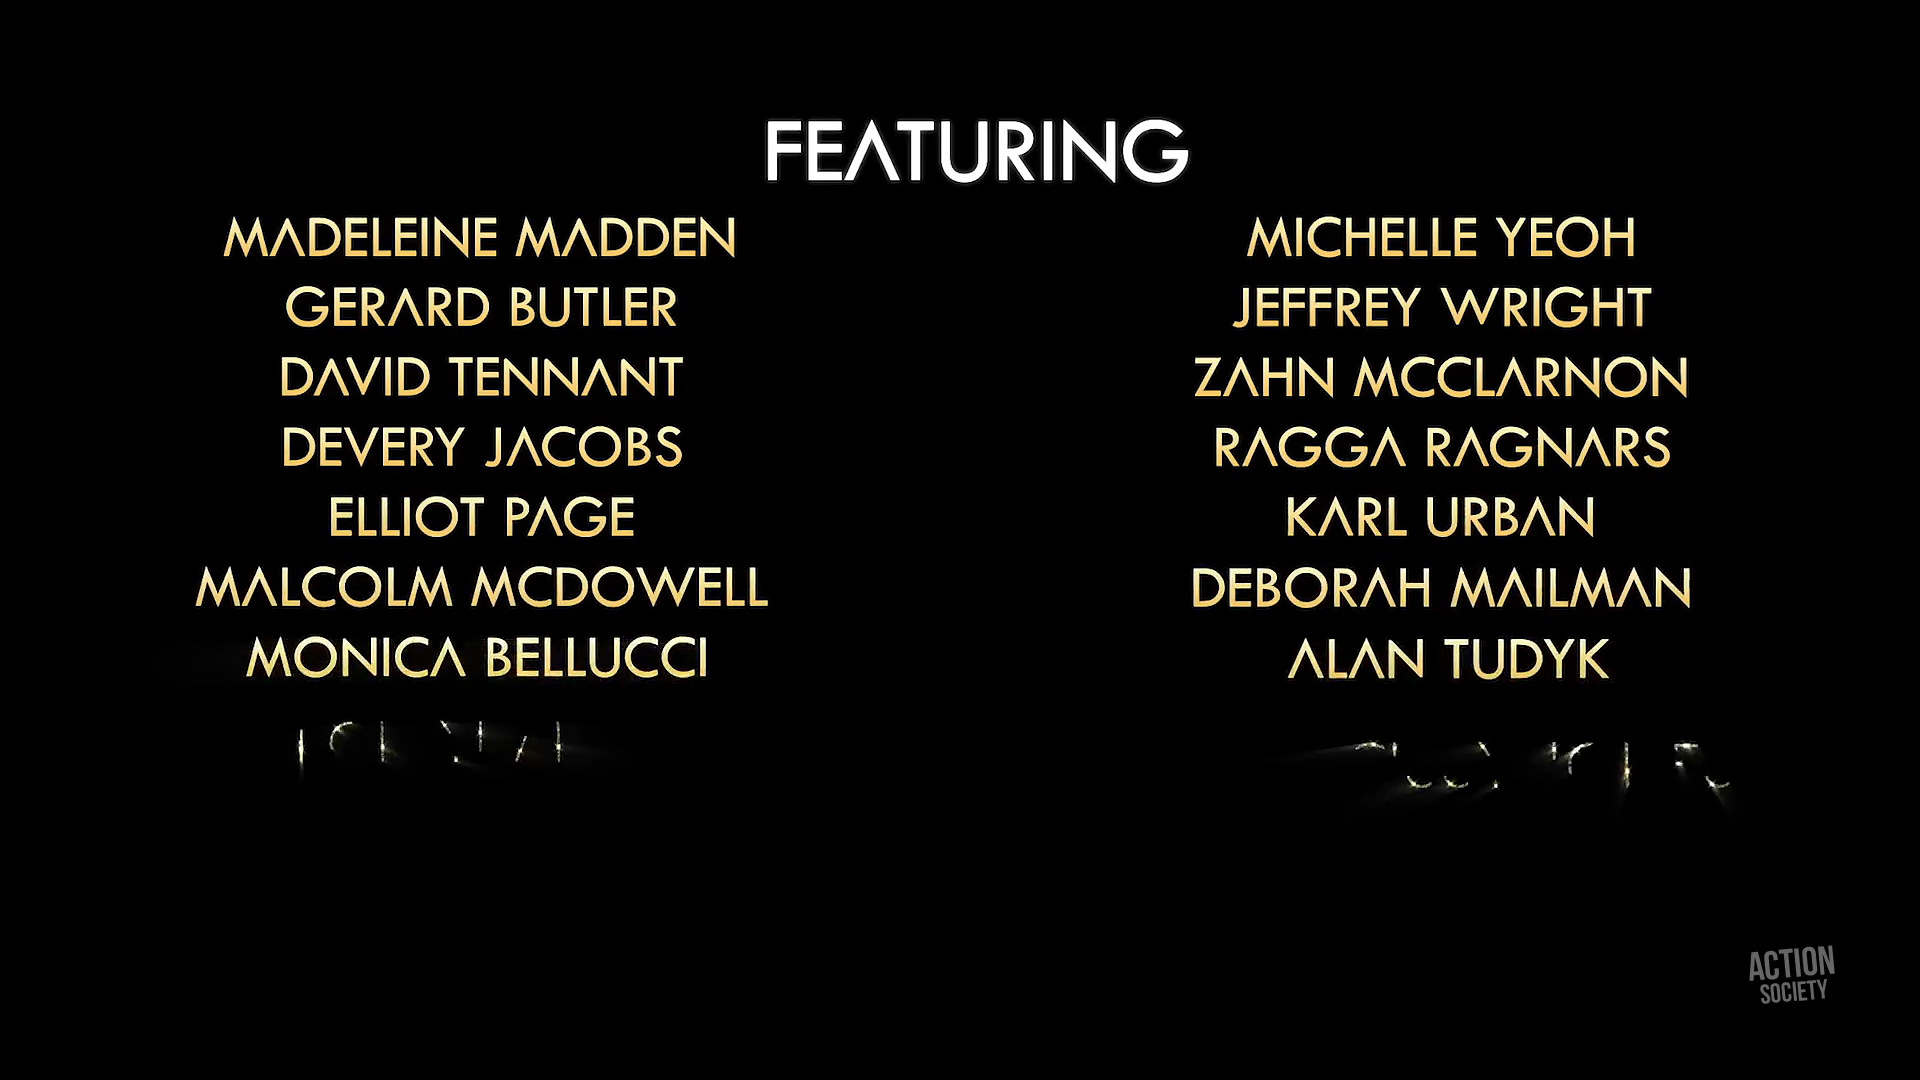 FEATURING
MADELEINE MADDEN
GERARD BUTLER
DAVID TENNANT
DEVERY JACOBS
ELLIOT PAGE
MALCOLM MCDOWELL
MONICA BELLUCCI
MICHELLE YEOH
JEFFREY WRIGHT
ZAHN MCCLARNON
RAGGA RAGNARS
KARL URBAN
DEBORAH MAILMAN
ALAN TUDYK
ACTION
SOCIETY